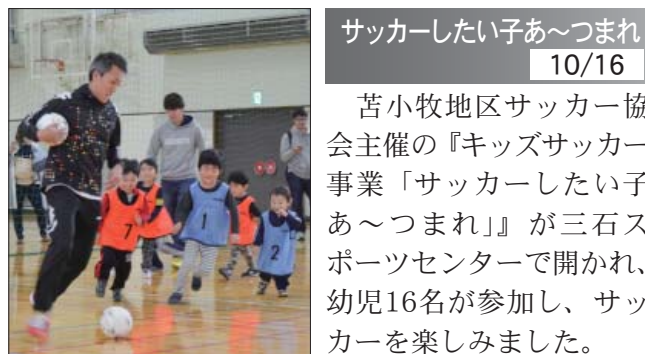 サッカーしたい子あ～つまれ
10/16
　苫小牧地区サッカー協
会主催の『キッズサッカー
事業「サッカーしたい子
あ～つまれ」』が三石ス
ポーツセンターで開かれ、
幼児16名が参加し、サッ
カーを楽しみました。
7
1
2